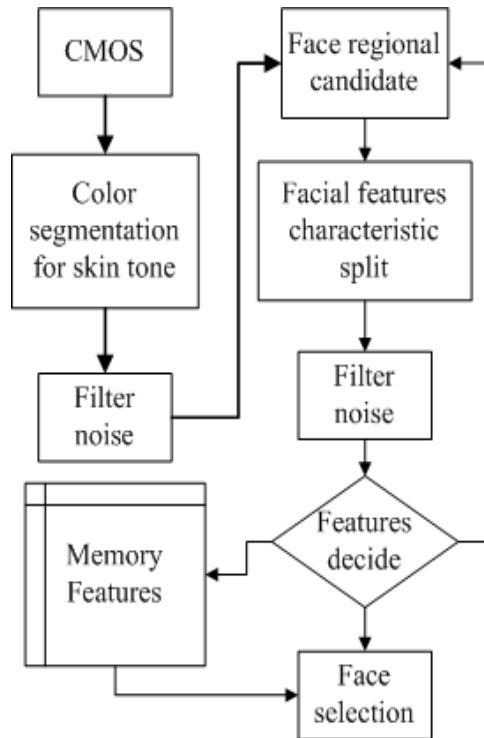 CMOS
Color
segmentation
for skin tone
Filter
noise
Face regional
candidate
Facial features
characteristic
split
Filter
noise
Features
decide
Memory
Features
Face
selection